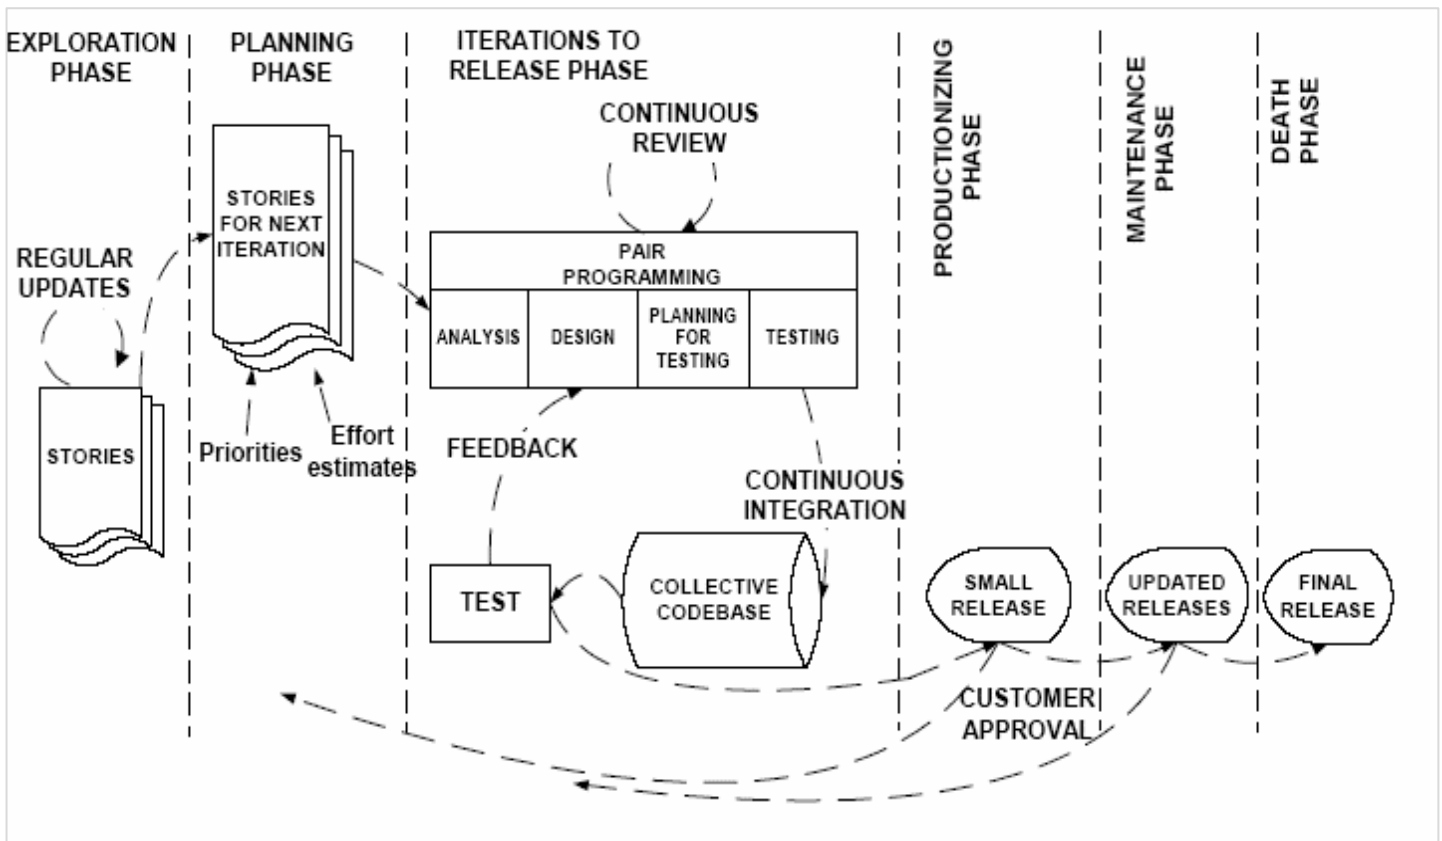 EXPLORATION
PHASE
PLANNING
PHASE
ITERATIONS TO
RELEASE PHASE
PRODUCTIONIZING
PHASE
MAINTENANCE
PHASE
DEATH
PHASE
REGULAR
UPDATES
STORIES
STORIES
FOR NEXT
ITERATION
Priorities
Effort
estimates
CONTINUOUS
REVIEW
PAIR
PROGRAMMING
ANALYSIS
DESIGN
PLANNING
FOR
TESTING
TESTING
FEEDBACK
CONTINUOUS
INTEGRATION
TEST
COLLECTIVE
CODEBASE
SMALL
RELEASE
UPDATED
RELEASES
FINAL
RELEASE
CUSTOMER
APPROVAL